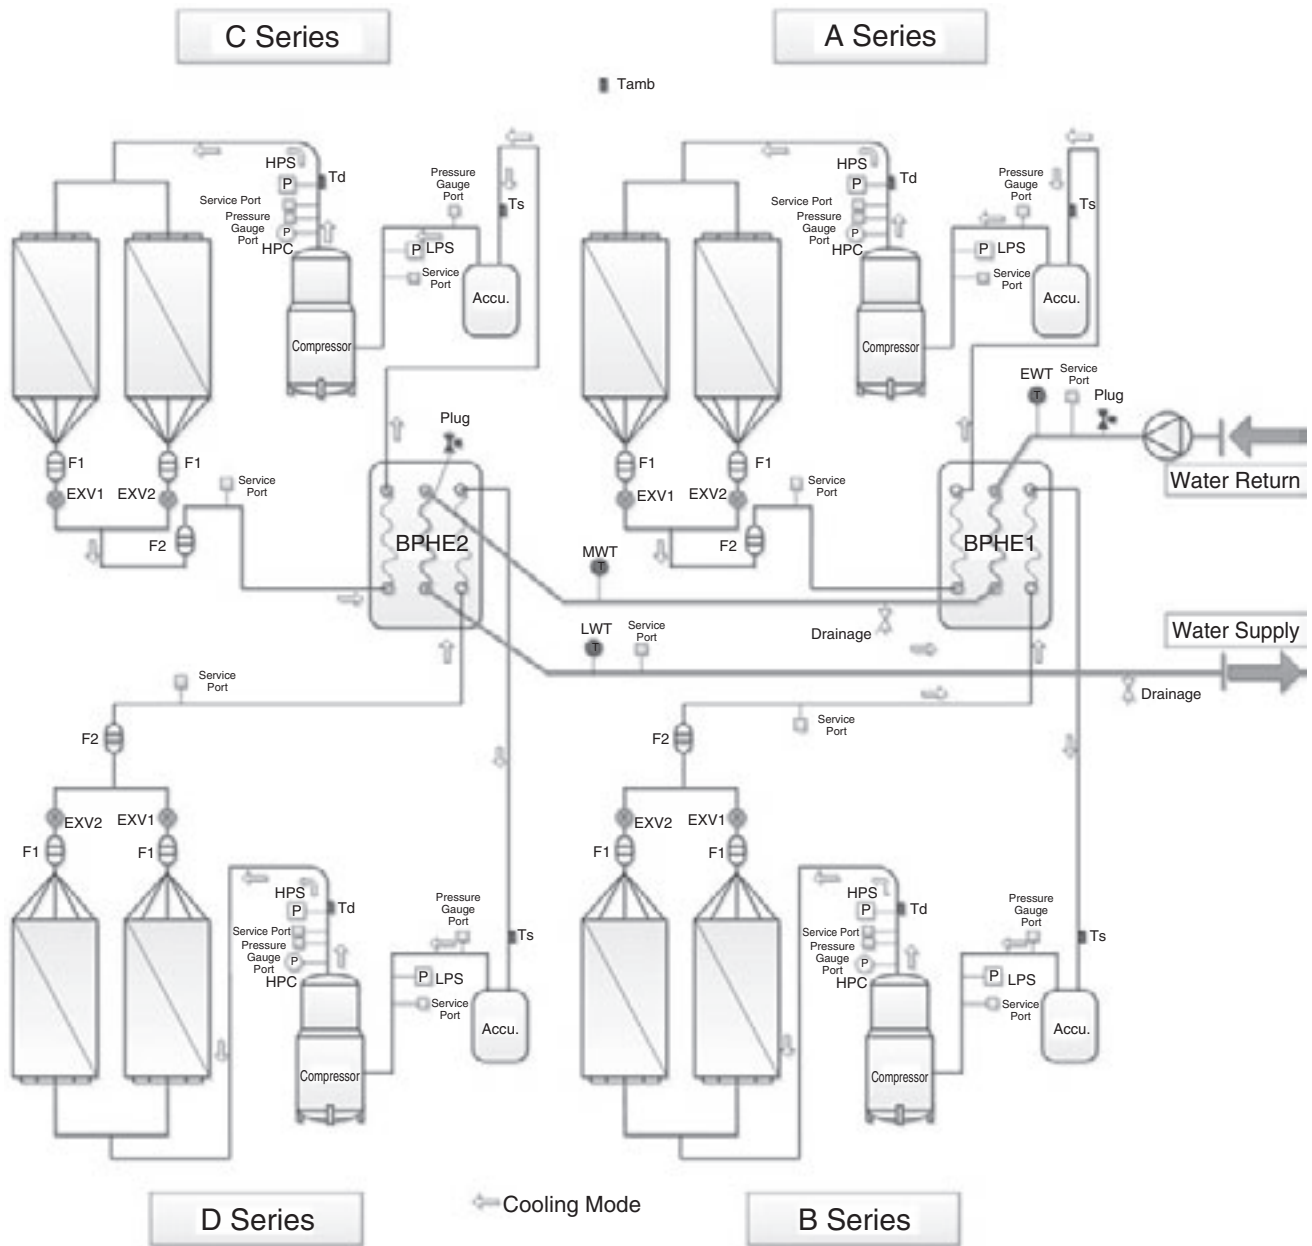 C Series
A Series
Tamb
HPS
Td
Service Port
Pressure
Gauge
Port
HPC
P
P
Pressure
Gauge
Port
Ts
P
LPS
Service
Port
Accu.
Compressor
HPS
Td
Service Port
Pressure
Gauge
Port
HPC
P
P
Pressure
Gauge
Port
Ts
P
LPS
Service
Port
Accu.
Compressor
EWT
T
Service
Port
Plug
Water Return
Plug
F1
F1
EXV1
EXV2
Service
Port
F2
BPHE2
F1
F1
EXV1
EXV2
Service
Port
F2
BPHE1
MWT
T
Drainage
LWT
T
Service
Port
Water Supply
Drainage
Service
Port
F2
EXV2
EXV1
F1
F1
Service
Port
F2
EXV2
EXV1
F1
F1
HPS
P
Td
Service Port
Pressure
Gauge
Port
P
HPC
Pressure
Gauge
Port
Ts
P
LPS
Service
Port
Accu.
Compressor
HPS
P
Td
Service Port
Pressure
Gauge
Port
P
HPC
Pressure
Gauge
Port
Ts
P
LPS
Service
Port
Accu.
Compressor
D Series
Cooling Mode
B Series